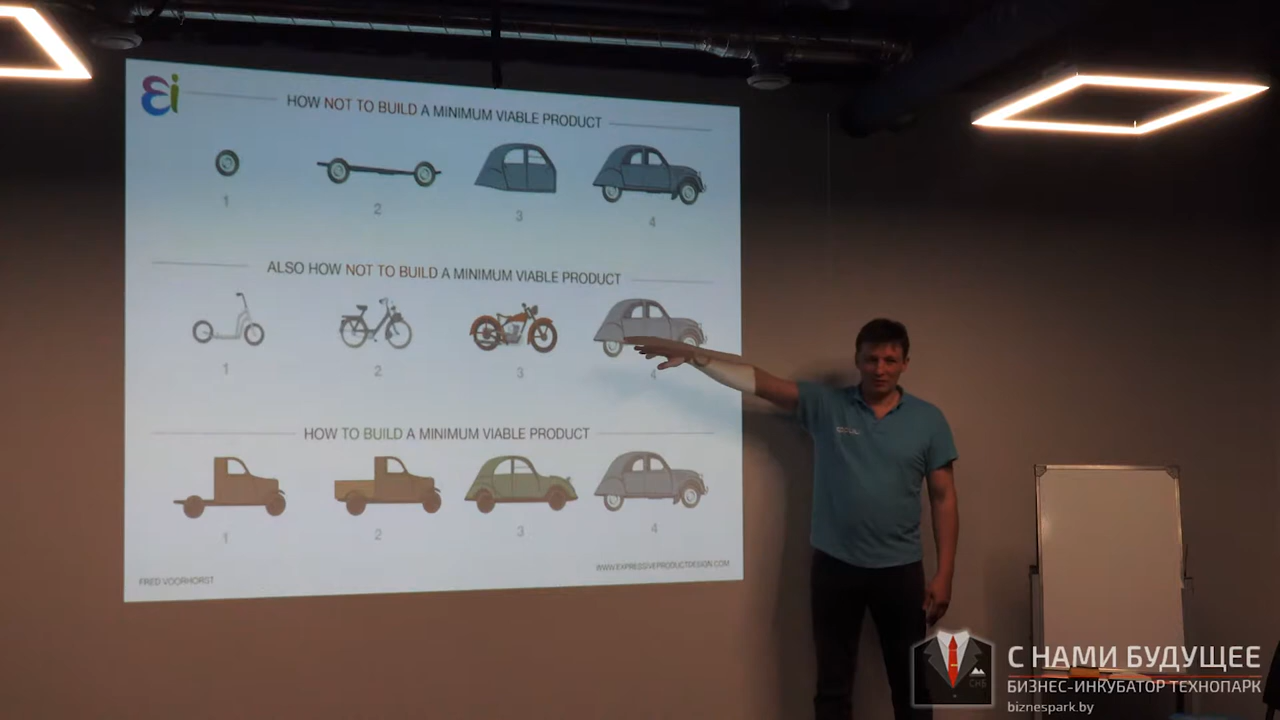 Ei
HOW NOT TO BUILD A MINIMUM VIABLE PRODUCT
1
2
3
4
ALSO HOW NOT TO BUILD A MINIMUM VIABLE PRODUCT
1
2
3
4
HOW TO BUILD A MINIMUM VIABLE PRODUCT
1
2
3
4
FRED VOORHORST
WWW.EXPRESSIVEPRODUCTDESIGN.COM
СНБ
С НАМИ БУДУЩЕЕ
БИЗНЕС-ИНКУБАТОР ТЕХНОПАРК
biznespark.by